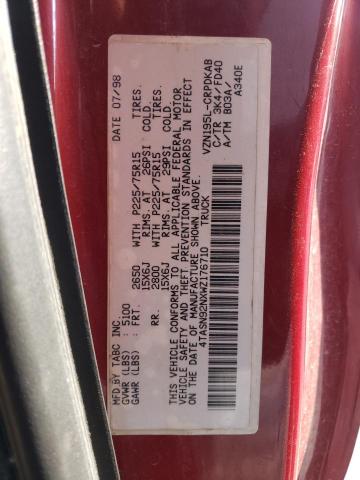 MFD.BY TABC INC. DATE 07/98
GVWR (LBS) : 5100
GAWR (LBS) : FRT. 2650 WITH P225/75R15 TIRES.
15X6J RIMS. AT 26PSI COLD.
RR. 2800 WITH P225/75R15 TIRES.
15X6J RIMS. AT 29PSI COLD.
THIS VEHICLE CONFORMS TO ALL APPLICABLE FEDERAL MOTOR
VEHICLE SAFETY AND THEFT PREVENTION STANDARDS IN EFFECT
ON THE DATE OF MANUFACTURE SHOWN ABOVE.
4TASN92NXWZ176710 TRUCK
VZN195L-CRPDKAB
C/TR 3K4/FD40
A/TM B03A/
A340E